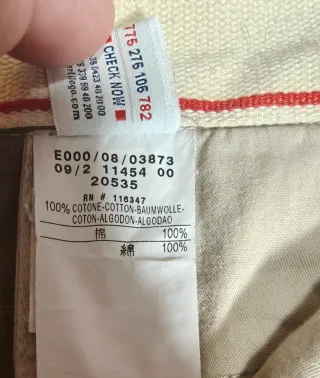 775 276 106 782
CHECK NOW
E000/08/03873
09/2 11454 00
20535
RN # 116347
100% COTONE-COTTON-BAUMWOLLE-
COTON-ALGODON-ALGODAO
棉 100%
綿 100%